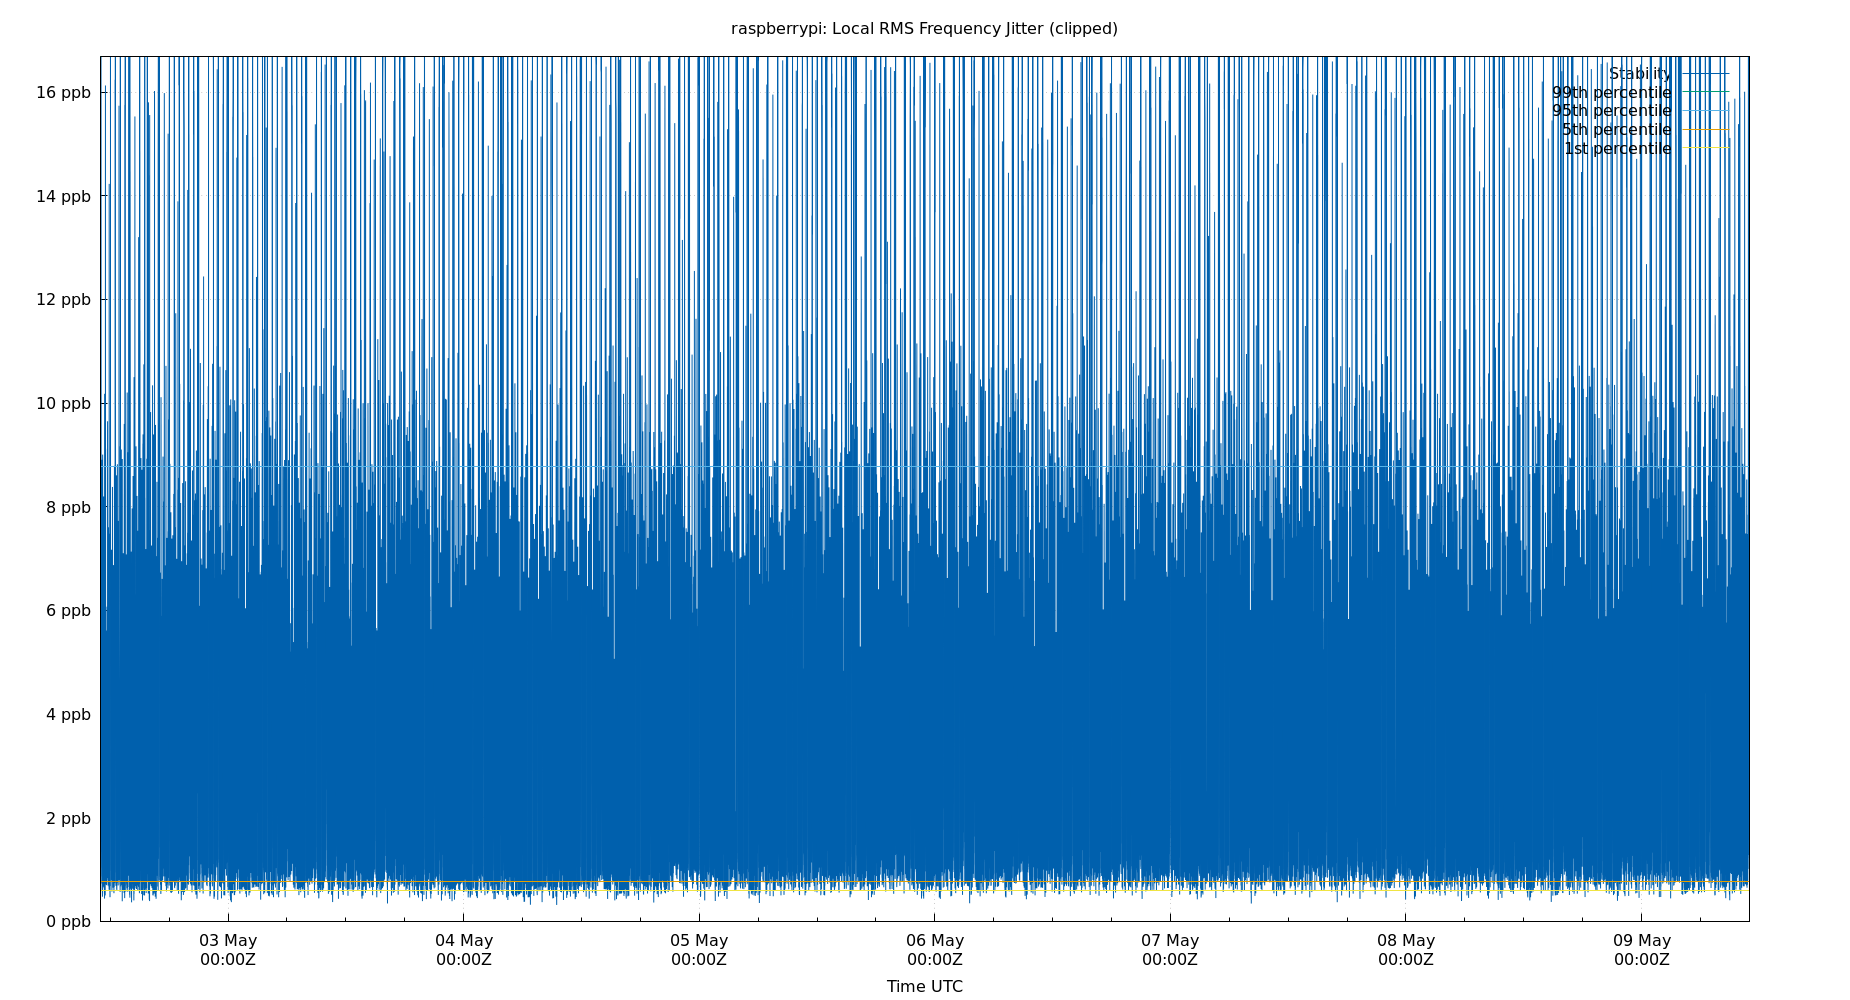 raspberrypi: Local RMS Frequency Jitter (clipped)
Stability
99th percentile
95th percentile
5th percentile
1st percentile
16 ppb
14 ppb
12 ppb
10 ppb
8 ppb
6 ppb
4 ppb
2 ppb
0 ppb
03 May 04 May 05 May 06 May 07 May 08 May 09 May
00:00Z 00:00Z 00:00Z 00:00Z 00:00Z 00:00Z 00:00Z
Time UTC